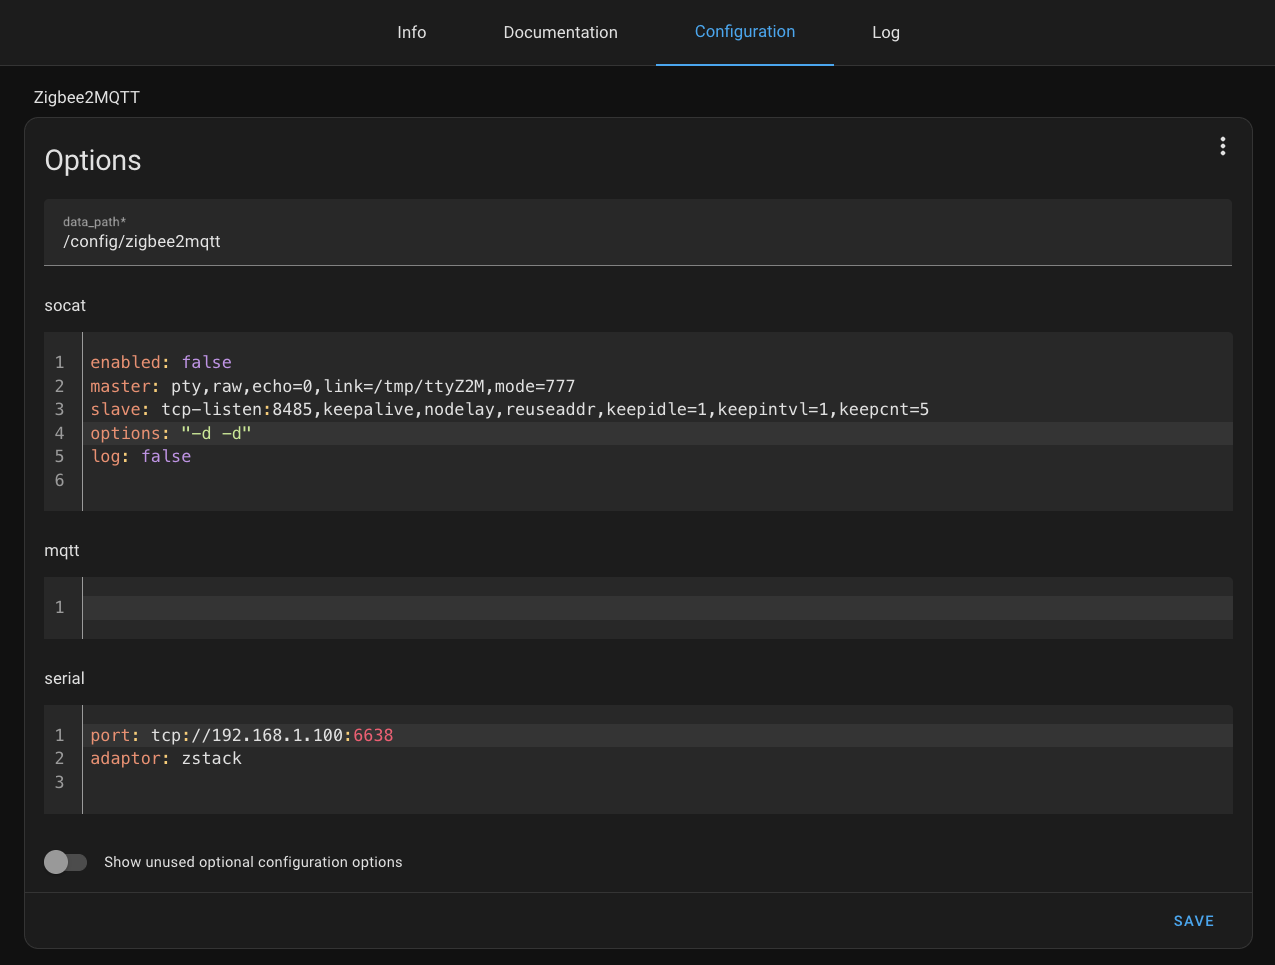 Info Documentation Configuration Log
Zigbee2MQTT
Options
data_path*
/config/zigbee2mqtt
socat
1 enabled: false
2 master: pty,raw,echo=0,link=/tmp/ttyZ2M,mode=777
3 slave: tcp-listen:8485,keepalive,nodelay,reuseaddr,keepidle=1,keepintvl=1,keepcnt=5
4 options: "-d -d"
5 log: false
6
mqtt
1
serial
1 port: tcp://192.168.1.100:6638
2 adaptor: zstack
3
Show unused optional configuration options
SAVE